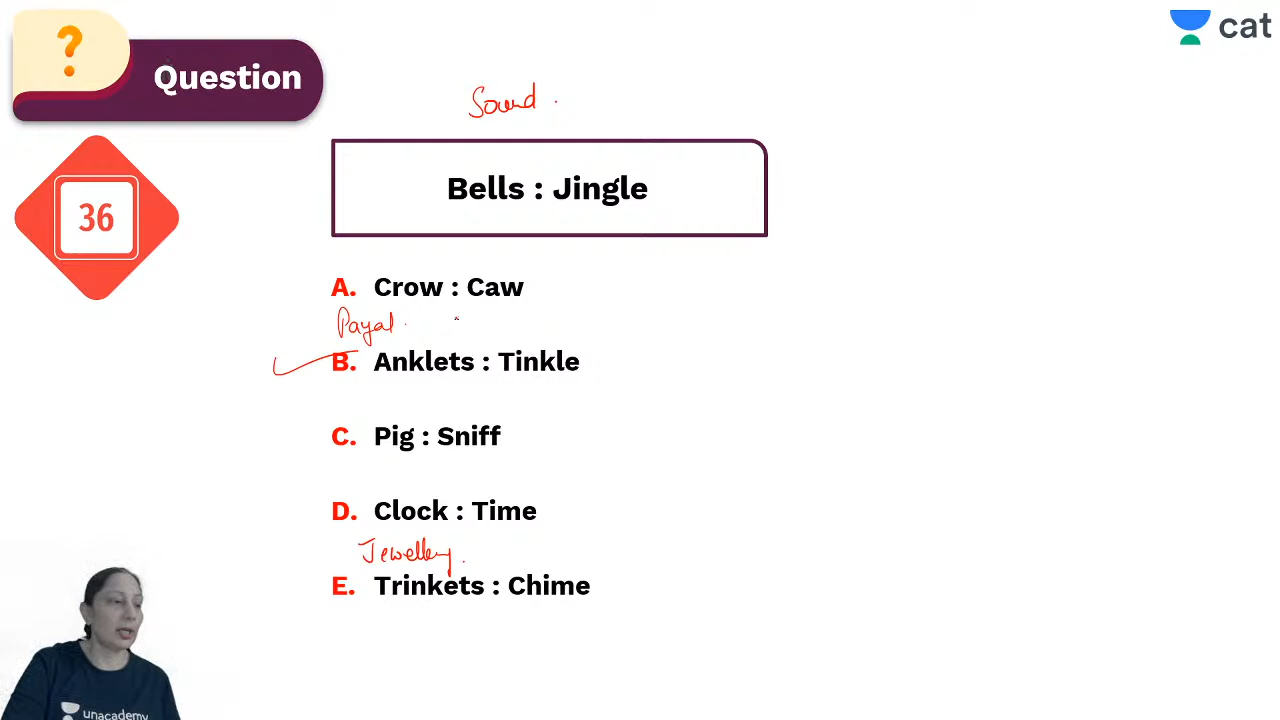 ?
Question
cat
Sound.
36
Bells : Jingle
A. Crow : Caw
Payal.
B. Anklets : Tinkle
C. Pig : Sniff
D. Clock : Time
Jewellery.
E. Trinkets : Chime
unacademy